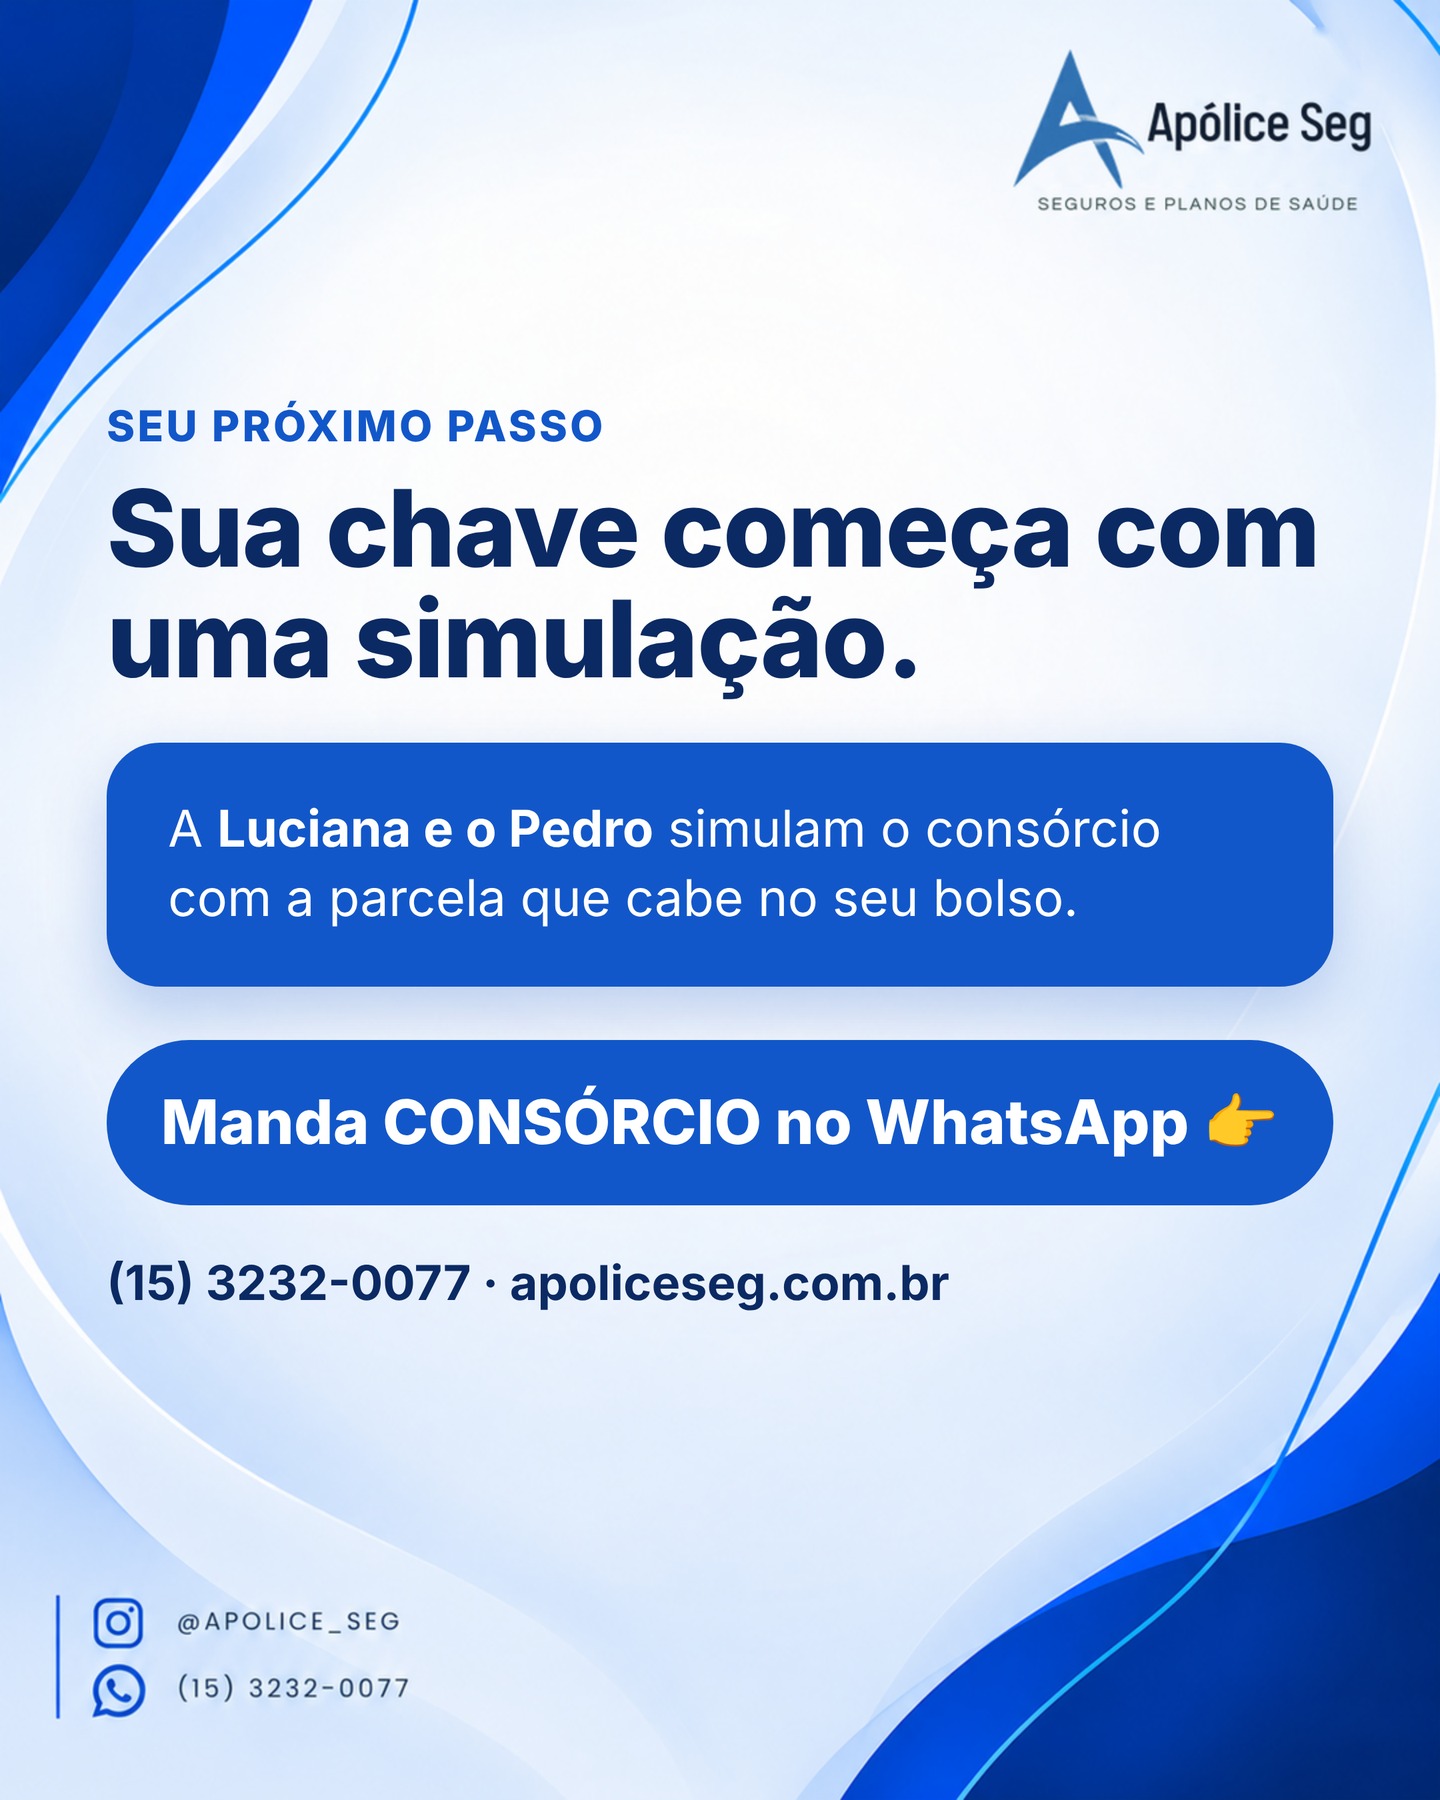 Apólice Seg
SEGUROS E PLANOS DE SAÚDE
SEU PRÓXIMO PASSO
Sua chave começa com
uma simulação.
A Luciana e o Pedro simulam o consórcio
com a parcela que cabe no seu bolso.
Manda CONSÓRCIO no WhatsApp 👉
(15) 3232-0077 · apoliceseg.com.br
@APOLICE_SEG
(15) 3232-0077